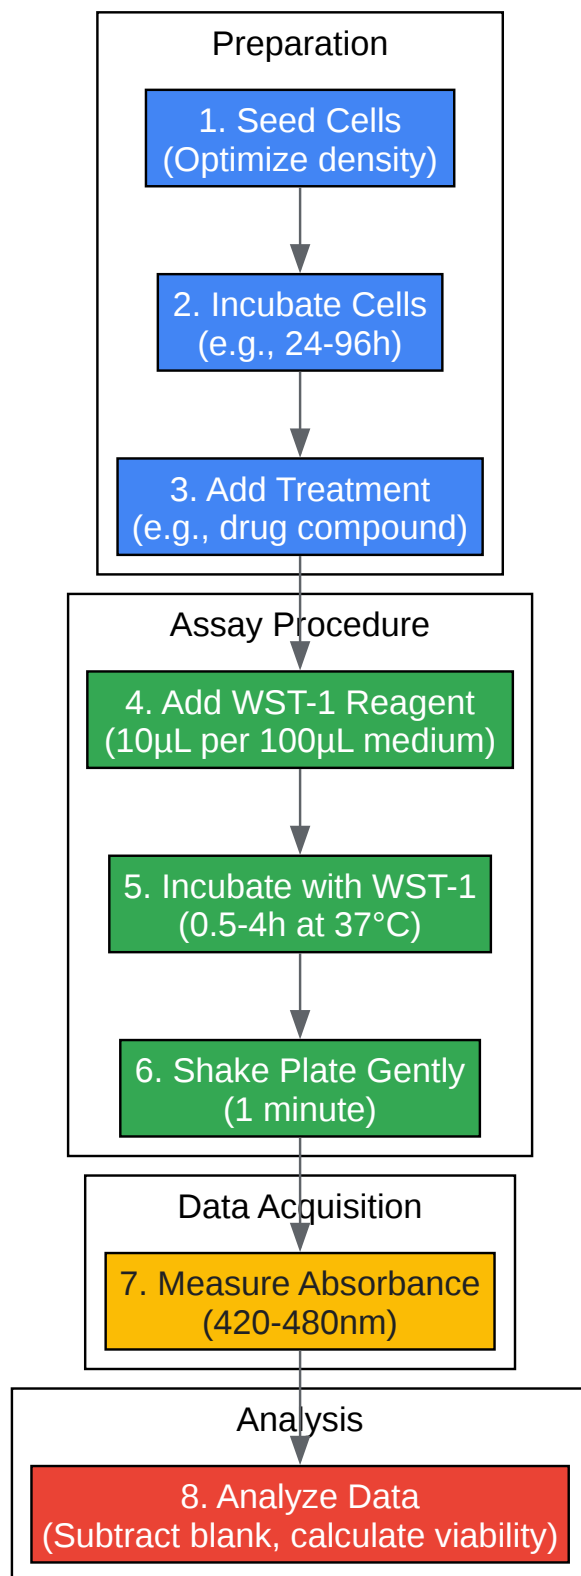 Preparation
1. Seed Cells
(Optimize density)
2. Incubate Cells
(e.g., 24-96h)
3. Add Treatment
(e.g., drug compound)
Assay Procedure
4. Add WST-1 Reagent
(10µL per 100µL medium)
5. Incubate with WST-1
(0.5-4h at 37°C)
6. Shake Plate Gently
(1 minute)
Data Acquisition
7. Measure Absorbance
(420-480nm)
Analysis
8. Analyze Data
(Subtract blank, calculate viability)